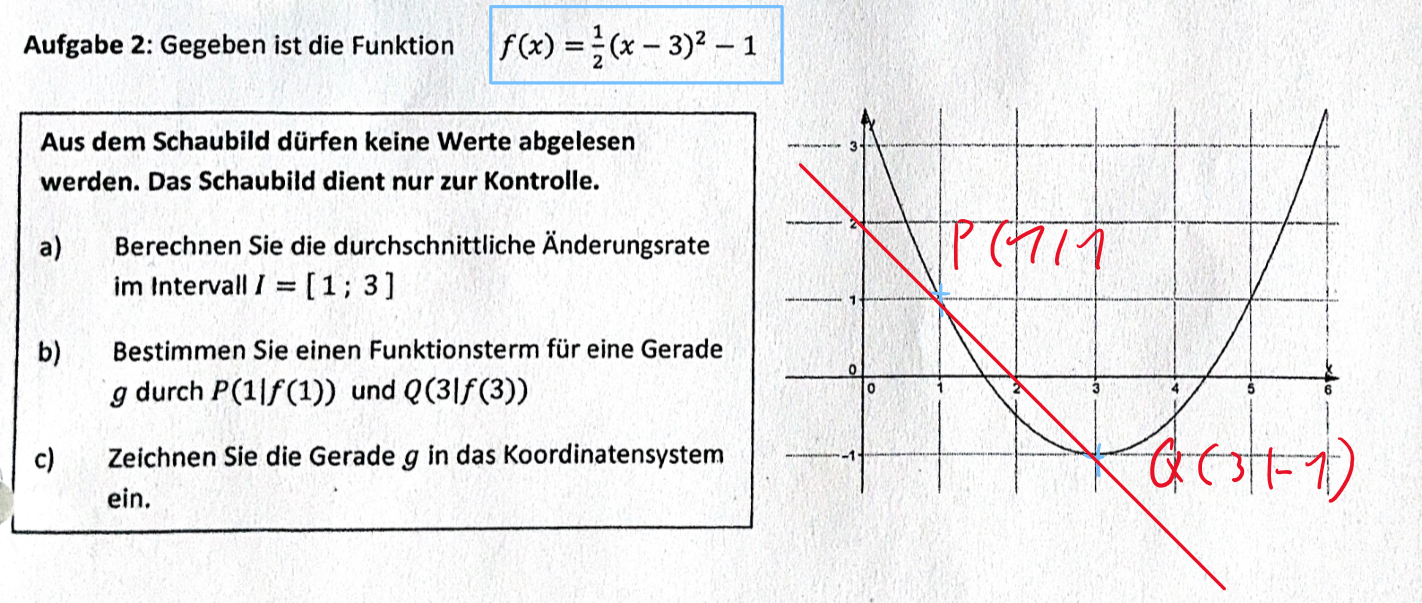 Aufgabe 2: Gegeben ist die Funktion f(x) = 1/2 (x − 3)² − 1
Aus dem Schaubild dürfen keine Werte abgelesen
werden. Das Schaubild dient nur zur Kontrolle.
a) Berechnen Sie die durchschnittliche Änderungsrate
im Intervall I = [ 1 ; 3 ]
b) Bestimmen Sie einen Funktionsterm für eine Gerade
g durch P(1|f(1)) und Q(3|f(3))
c) Zeichnen Sie die Gerade g in das Koordinatensystem
ein.
y
3
2
P(1/1
1
0
x
0 1 2 3 4 5 6
-1
Q(3|-1)